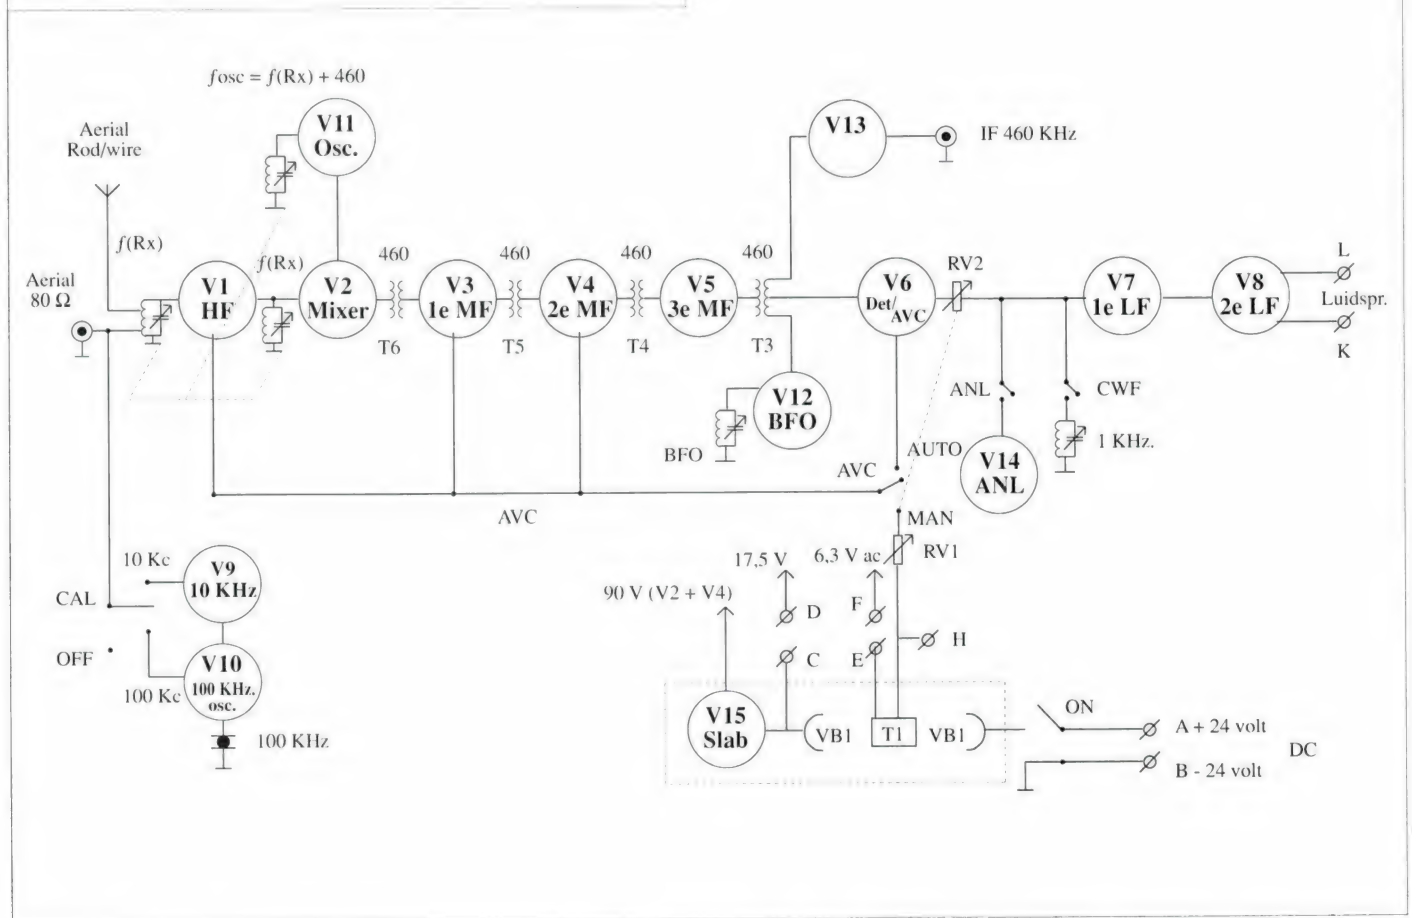 fosc = f(Rx) + 460
V11
Osc.
Aerial
Rod/wire
V13
IF 460 KHz
f(Rx)
Aerial
80 Ω
V1
HF
f(Rx)
V2
Mixer
460
T6
V3
1e MF
460
T5
V4
2e MF
460
T4
V5
3e MF
460
T3
V6
Det/
AVC
RV2
V7
1e LF
V8
2e LF
L
Luidspr.
K
V12
BFO
BFO
ANL
CWF
1 KHz.
V14
ANL
AUTO
AVC
AVC
MAN
RV1
10 Kc
V9
10 KHz
CAL
OFF
V10
100 KHz.
osc.
100 Kc
100 KHz
17,5 V
6,3 V ac
90 V (V2 + V4)
D
F
H
C
E
V15
Slab
VB1
T1
VB1
ON
A + 24 volt
DC
B - 24 volt